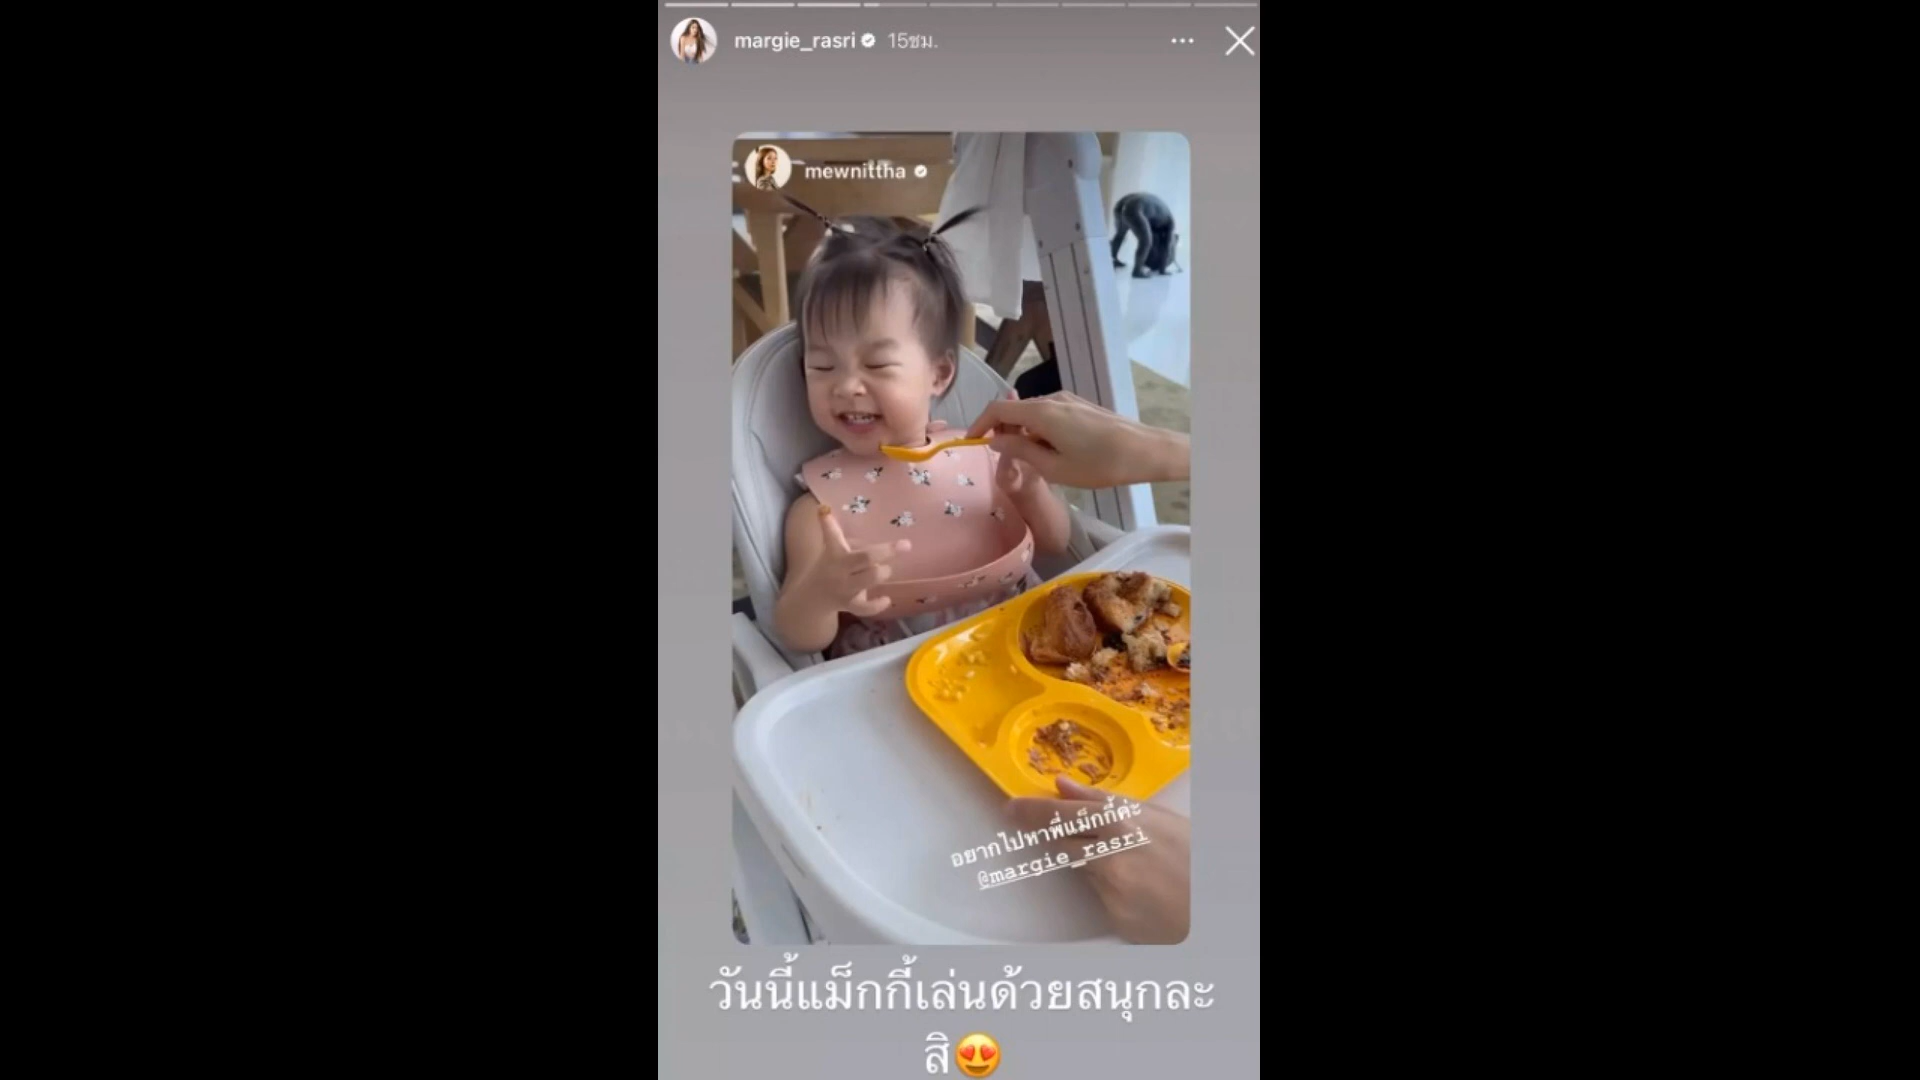 margie_rasri 15ชม.
mewnittha
อยากไปหาพี่แม็กกี้ค่ะ
@margie_rasri
วันนี้แม็กกี้เล่นด้วยสนุกละ
สิ😍